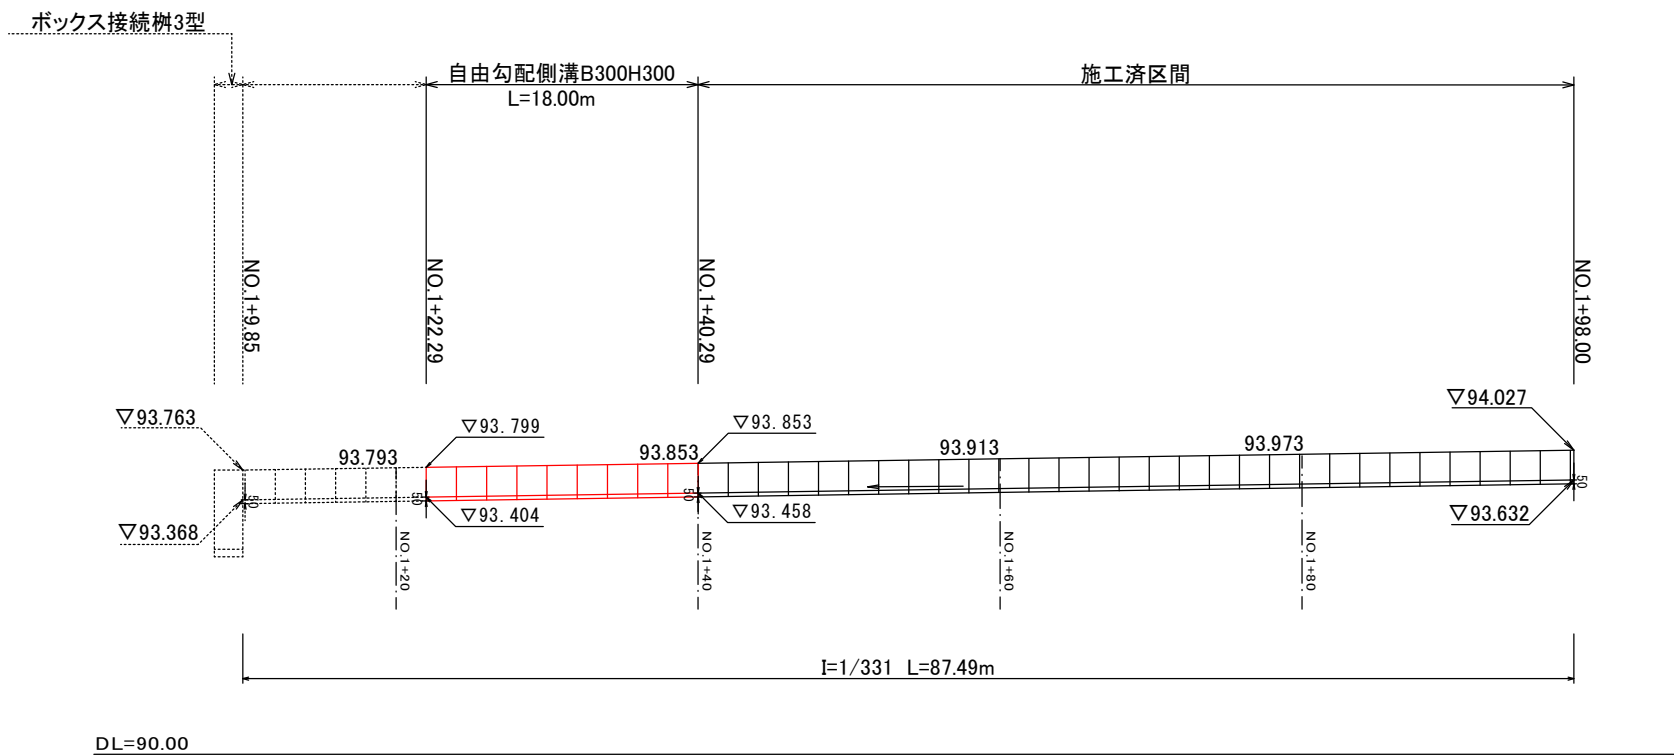 ボックス接続桝3型
自由勾配側溝B300H300
L=18.00m
施工済区間
NO.1+9.85
NO.1+22.29
NO.1+40.29
NO.1+98.00
▽93.763
93.793
▽93.799
93.853
▽93.853
93.913
93.973
▽94.027
50
50
50
50
▽93.368
▽93.404
▽93.458
▽93.632
NO.1+20
NO.1+40
NO.1+60
NO.1+80
I=1/331 L=87.49m
DL=90.00